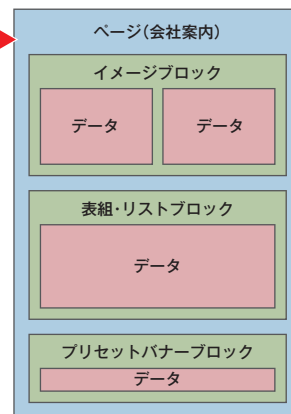 ページ（会社案内）
イメージブロック
データ データ
表組・リストブロック
データ
プリセットバナーブロック
データ